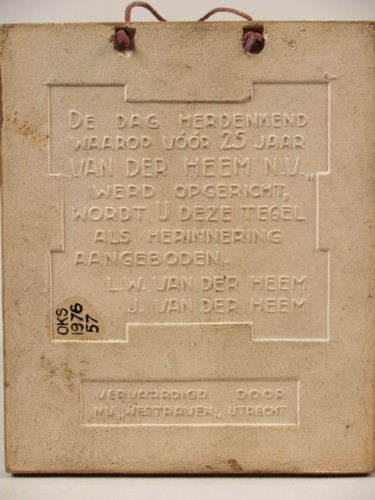 DE DAG HERDENKEND
WAAROP VÓÓR 25 JAAR
„VAN DER HEEM N.V.„
WERD OPGERICHT,
WORDT U DEZE TEGEL
ALS HERINNERING
AANGEBODEN.
L.W. VAN DER HEEM
J. VAN DER HEEM
OKS
1976
57
VERVAARDIGD DOOR
NV „WESTRAVEN„ UTRECHT